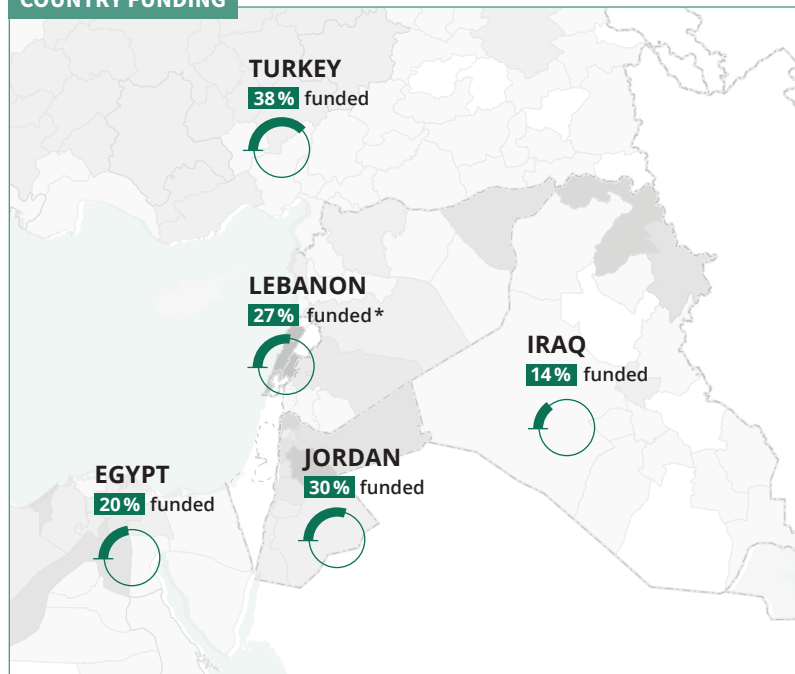 COUNTRY FUNDING
TURKEY
38 % funded
LEBANON
27 % funded *
IRAQ
14 % funded
JORDAN
30 % funded
EGYPT
20 % funded